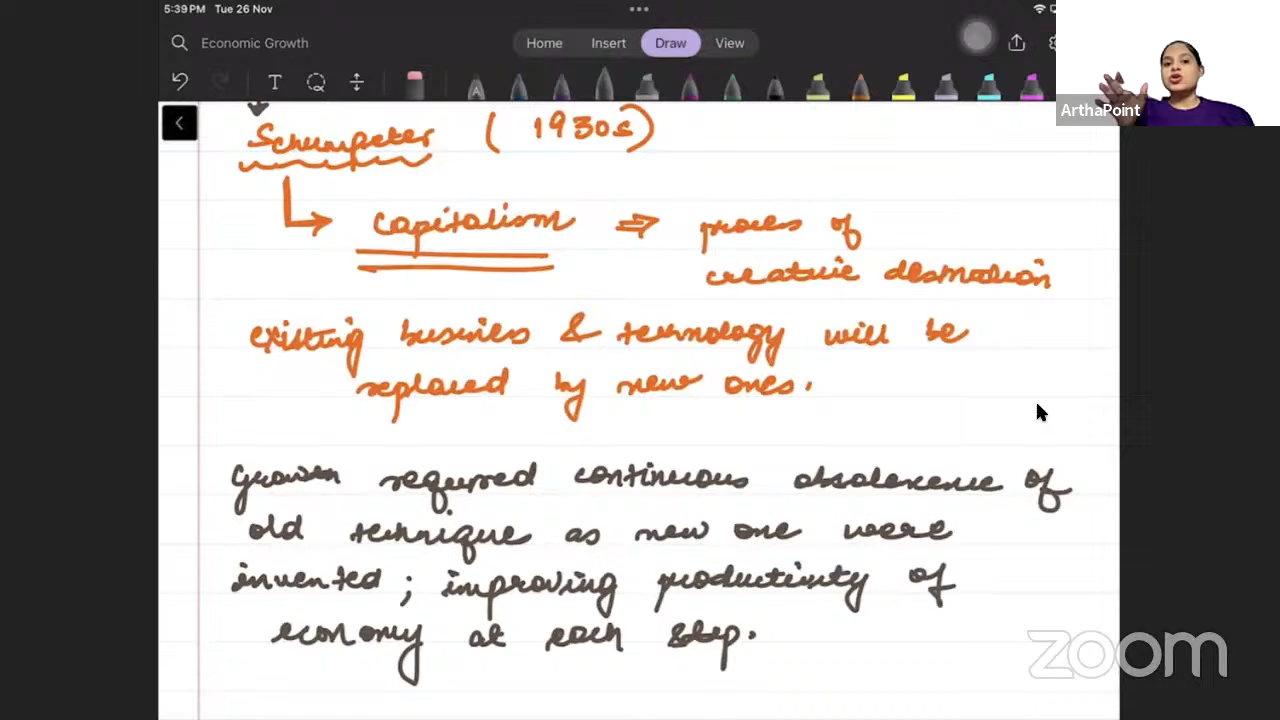 5:39 PM Tue 26 Nov
Economic Growth
Home Insert Draw View
T
A
ArthaPoint
Schumpeter (1930s)
Capitalism ⇒ process of
creative destruction
existing business & technology will be
replaced by new ones.
Growth required continuous obsolescence of
old technique as new one were
invented; improving productivity of
economy at each step.
zoom